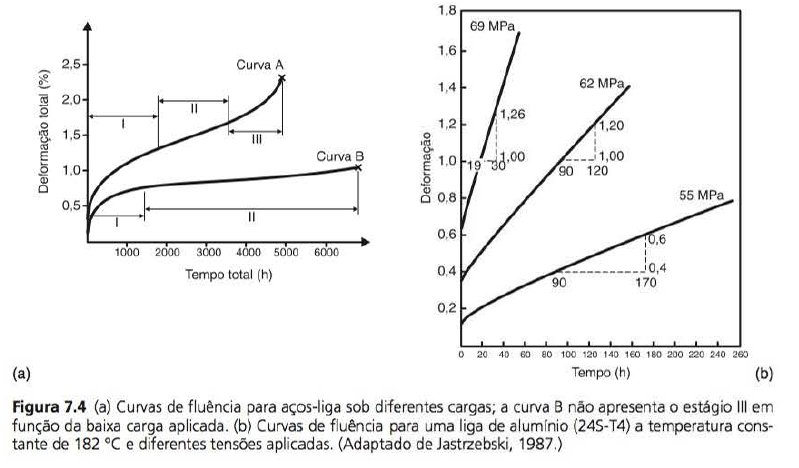 Deformação total (%)
2,5
2,0
1,5
1,0
0,5
Curva A
I
II
III
Curva B
I
II
1000 2000 3000 4000 5000 6000
Tempo total (h)
(a)
Deformação
1.8
1.6
1,4
1,2
1.0
0.8
0.6
0.4
0,2
69 MPa
1,26
19 30 1,00
62 MPa
1,20
1,00
90 120
55 MPa
0,6
0,4
90 170
0 20 40 60 80 100 120 140 160 180 200 220 240 260
Tempo (h)
(b)
Figura 7.4 (a) Curvas de fluência para aços-liga sob diferentes cargas; a curva B não apresenta o estágio III em
função da baixa carga aplicada. (b) Curvas de fluência para uma liga de alumínio (24S-T4) a temperatura cons-
tante de 182 °C e diferentes tensões aplicadas. (Adaptado de Jastrzebski, 1987.)